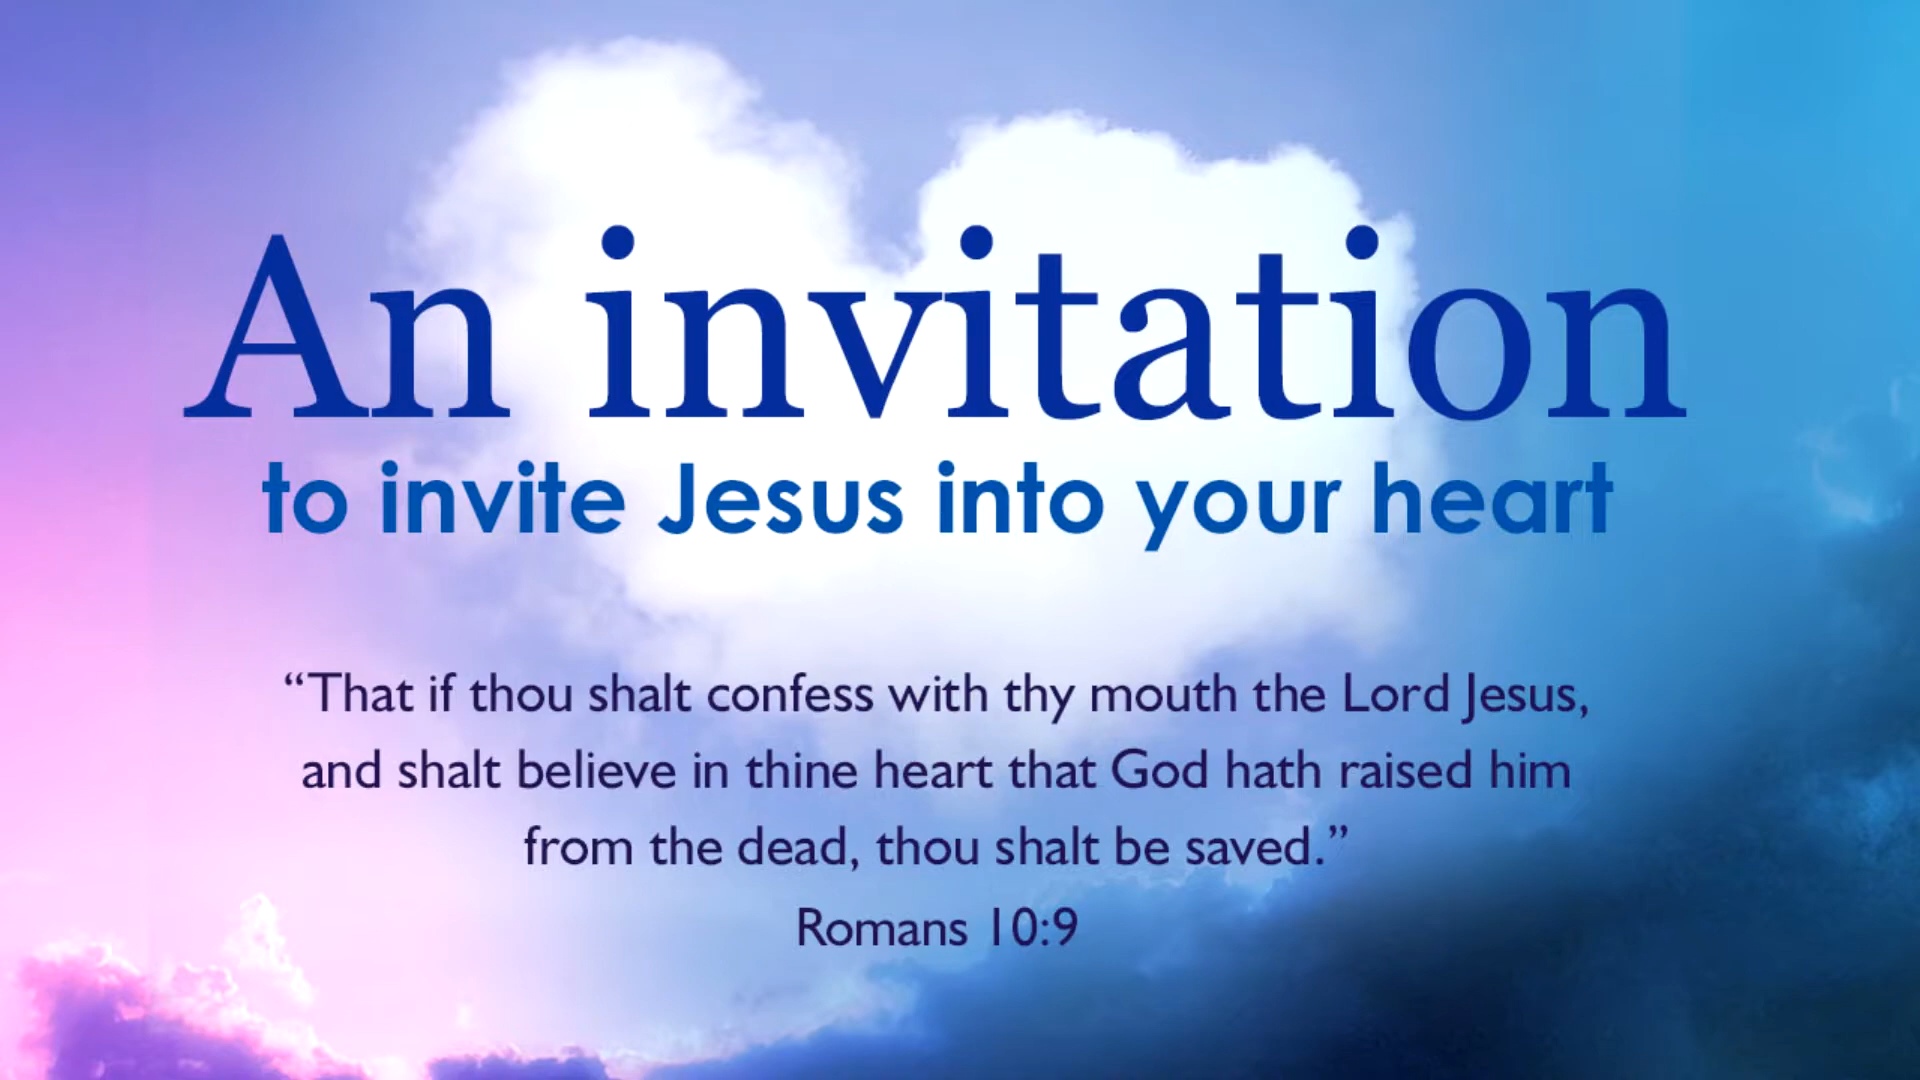 An invitation
to invite Jesus into your heart
“That if thou shalt confess with thy mouth the Lord Jesus,
and shalt believe in thine heart that God hath raised him
from the dead, thou shalt be saved.”
Romans 10:9